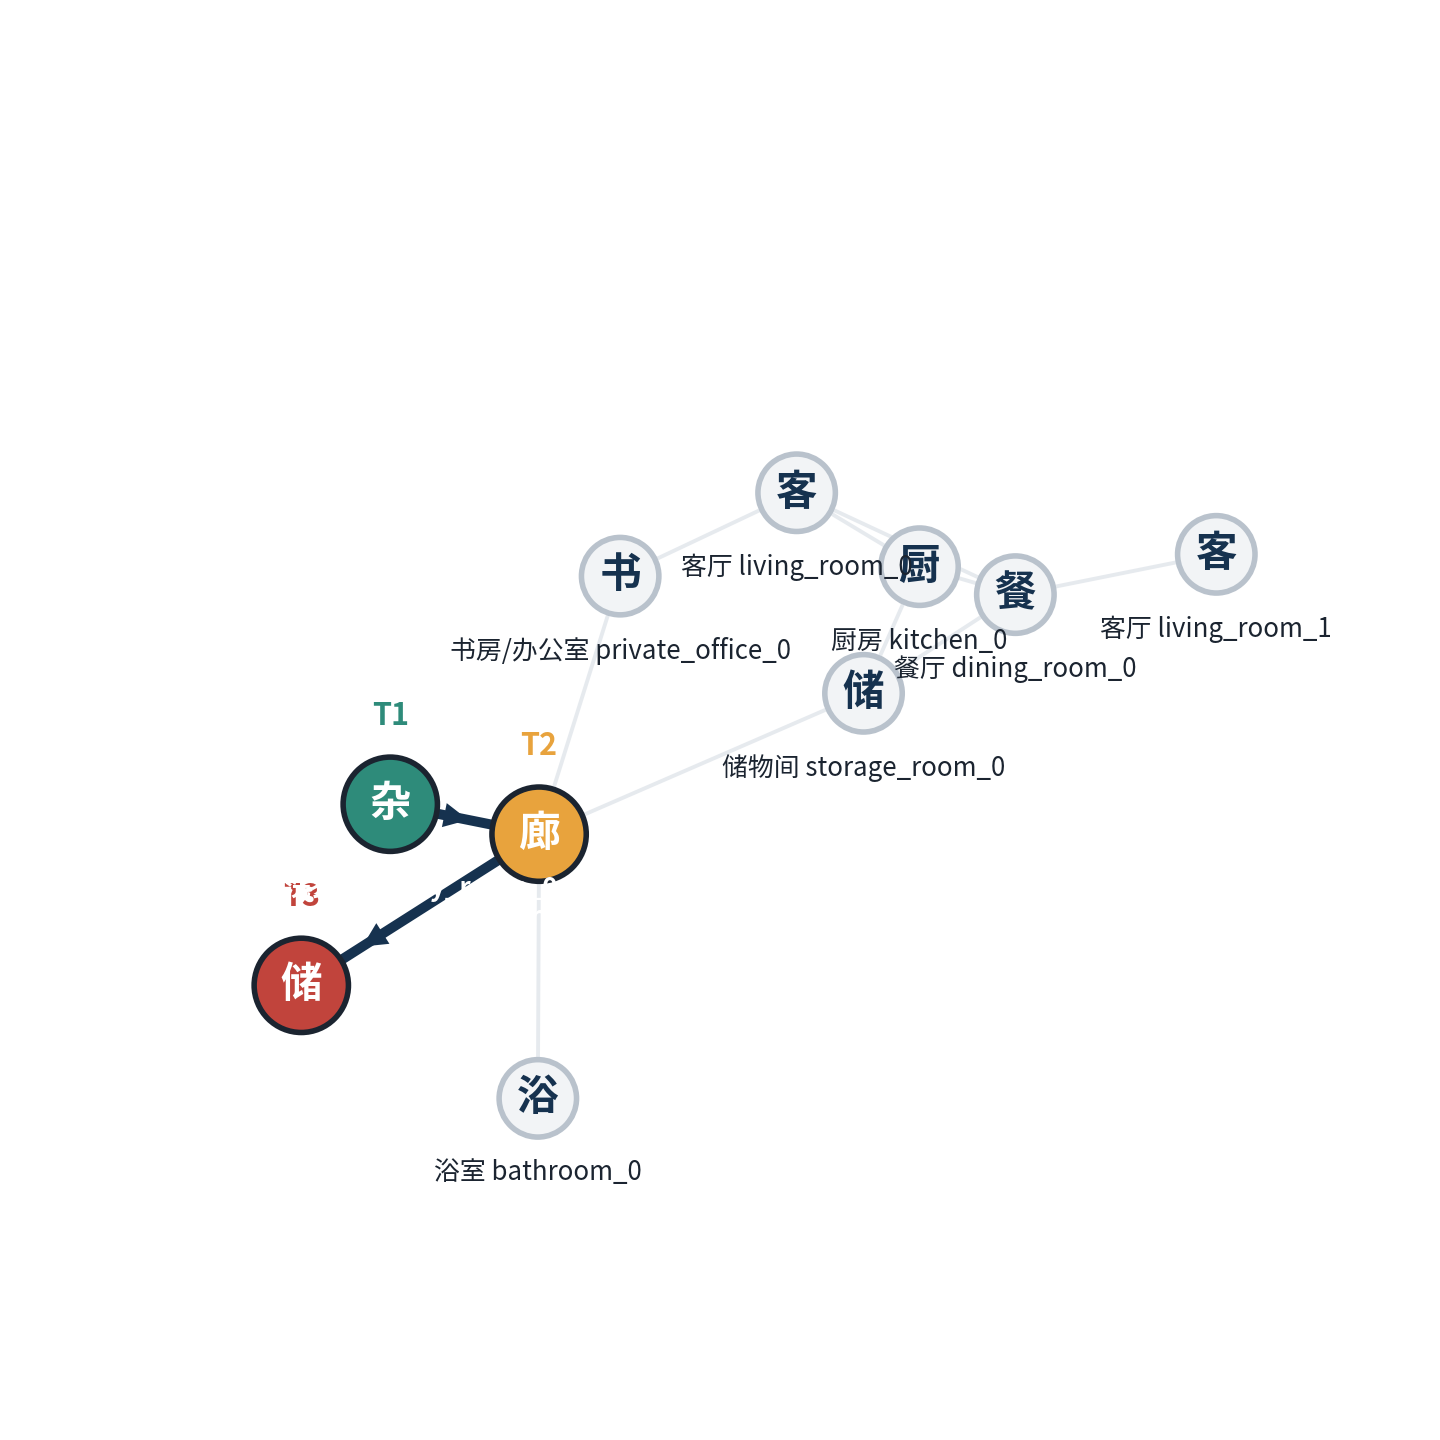 客
客
厨
客厅 living_room_0
书
餐
客厅 living_room_1
厨房 kitchen_0
书房/办公室 private_office_0
餐厅 dining_room_0
储
T1
T2
储物间 storage_room_0
杂
廊
T3
储
浴
浴室 bathroom_0